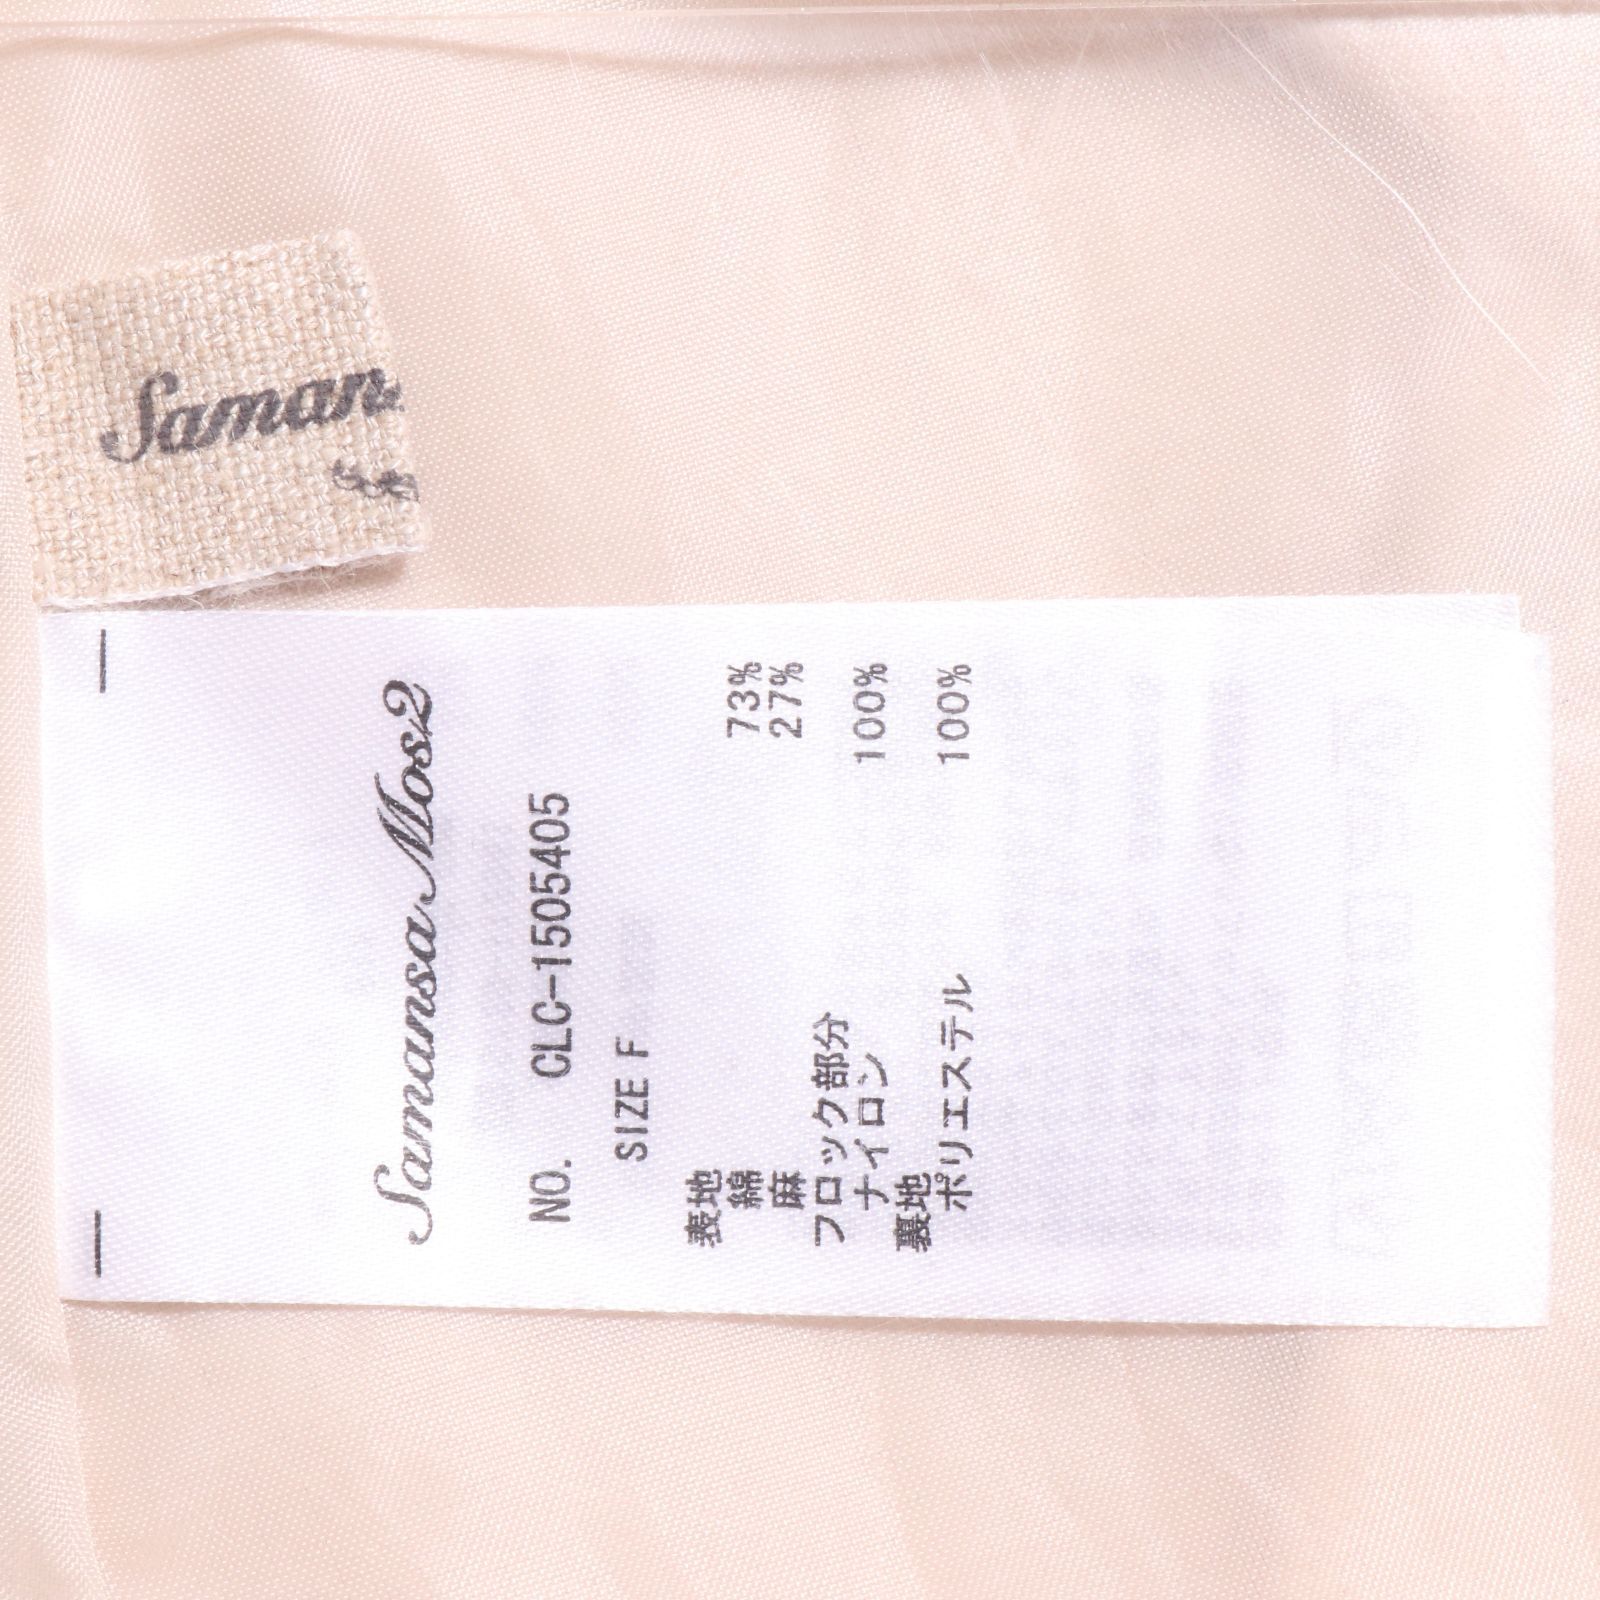 Saman
Samansa Mos2
NO. CLC-1505405
SIZE F
表地
綿 73%
麻 27%
フロック部分
ナイロン 100%
裏地
ポリエステル 100%